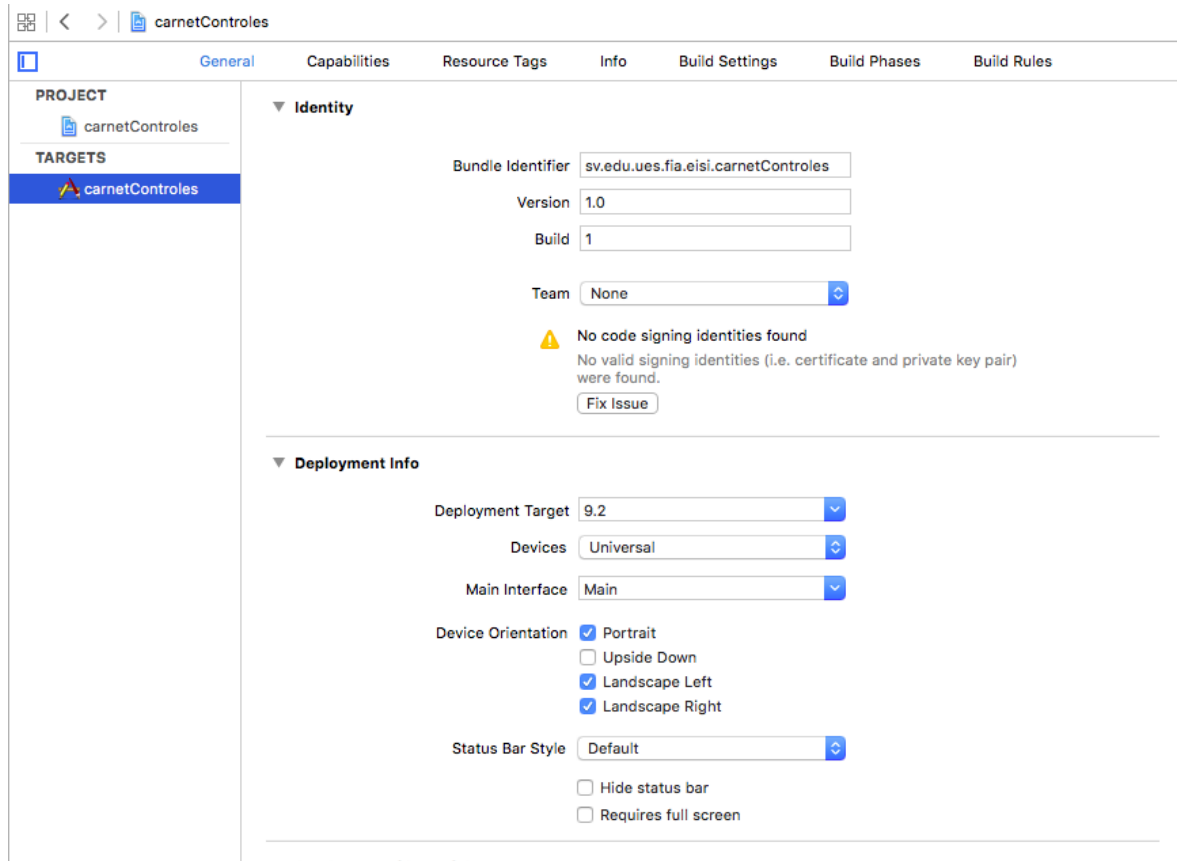 carnetControles
General Capabilities Resource Tags Info Build Settings Build Phases Build Rules
PROJECT
carnetControles
TARGETS
carnetControles
Identity
Bundle Identifier sv.edu.ues.fia.eisi.carnetControles
Version 1.0
Build 1
Team None
No code signing identities found
No valid signing identities (i.e. certificate and private key pair)
were found.
Fix Issue
Deployment Info
Deployment Target 9.2
Devices Universal
Main Interface Main
Device Orientation Portrait
Upside Down
Landscape Left
Landscape Right
Status Bar Style Default
Hide status bar
Requires full screen